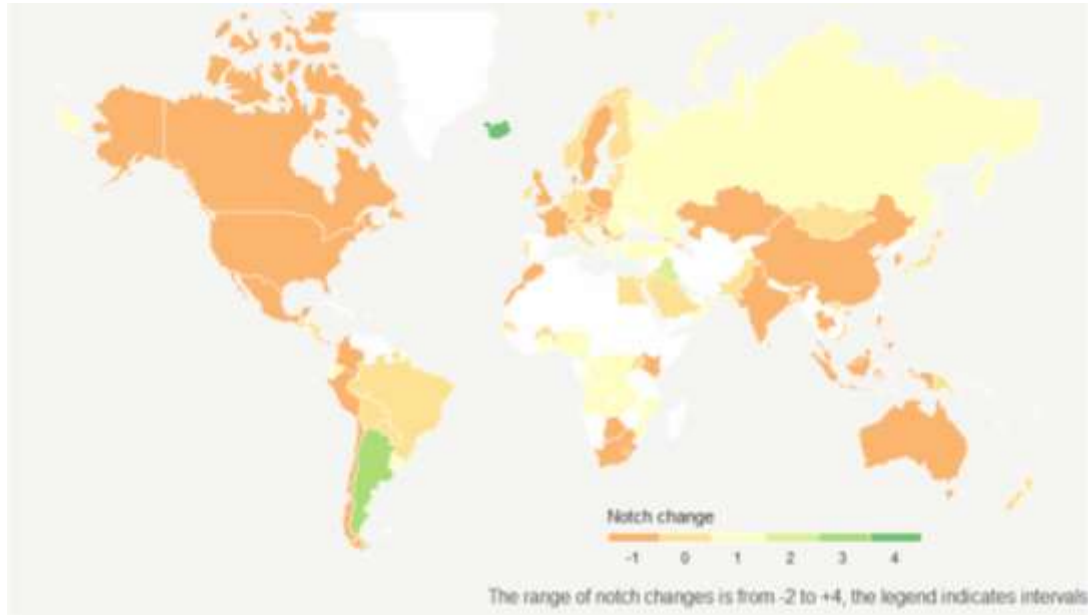 Notch change
-1 0 1 2 3 4
The range of notch changes is from -2 to +4, the legend indicates intervals